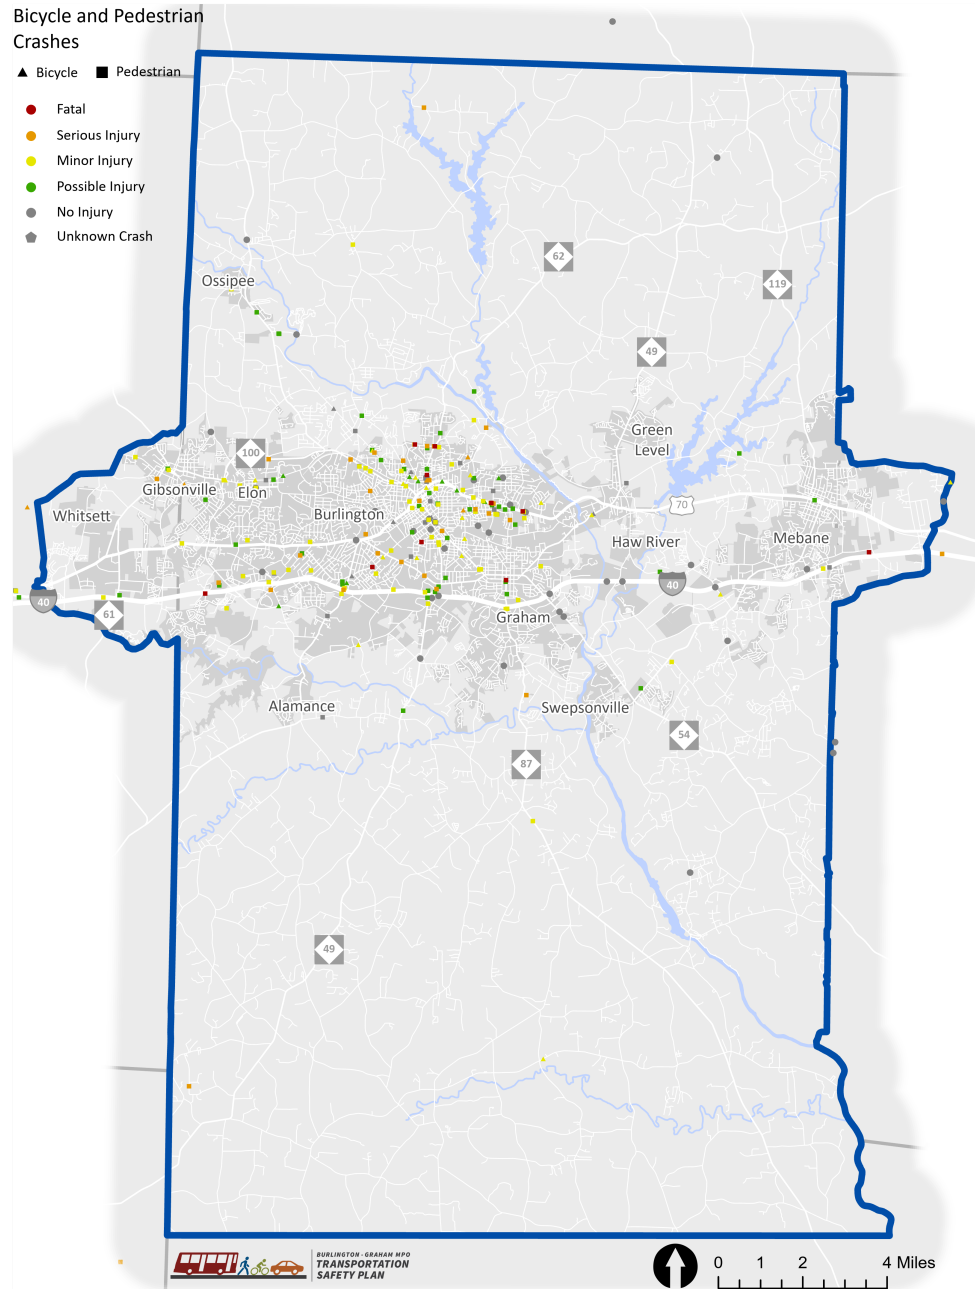 Bicycle and Pedestrian
Crashes
Bicycle
Pedestrian
Fatal
Serious Injury
Minor Injury
Possible Injury
No Injury
Unknown Crash
62
119
Ossipee
49
Green
Level
100
Gibsonville
Elon
Whitsett
Burlington
70
Haw River
Mebane
40
40
61
Graham
Alamance
Swepsonville
54
87
49
BURLINGTON - GRAHAM MPO
TRANSPORTATION
SAFETY PLAN
0 1 2 4 Miles